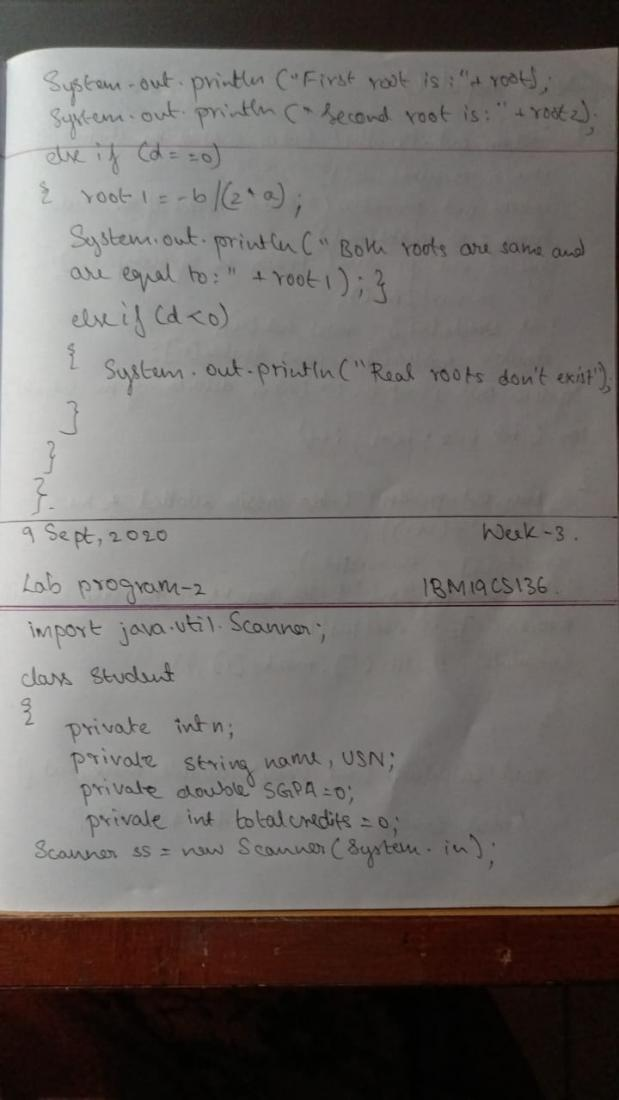 System.out.println ("First root is:"+ root1);
System.out.println ("Second root is:" + root2);
else if (d==0)
{ root1 = -b/(2*a);
System.out.println ("Both roots are same and
are equal to:" + root1); }
else if (d<0)
{ System.out.println ("Real roots don't exist");
}
}
}.
9 Sept, 2020 Week-3.
Lab program-2 1BM19CS136.
import java.util.Scanner;
class Student
{
private int n;
private string name, USN;
private double SGPA=0;
private int totalcredits = 0;
Scanner ss = new Scanner(System.in);